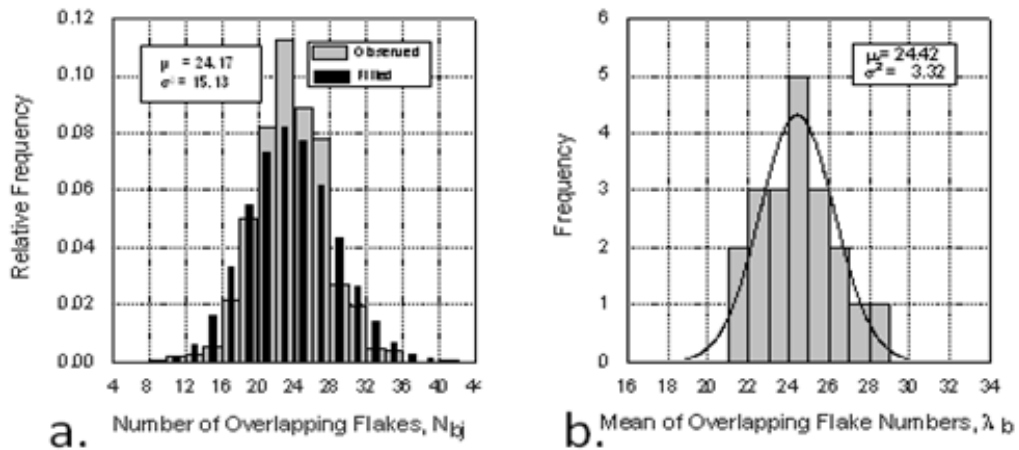 0.12
0.10
0.08
0.06
0.04
0.02
0.00
Relative Frequency
μ = 24.17
σ² = 15.13
Observed
Filled
4 8 12 16 20 24 28 32 36 40 44
Number of Overlapping Flakes, Nbj
a.
6
5
4
3
2
1
0
Frequency
μ = 24.42
σ² = 3.32
16 18 20 22 24 26 28 30 32 34
Mean of Overlapping Flake Numbers, λ b
b.